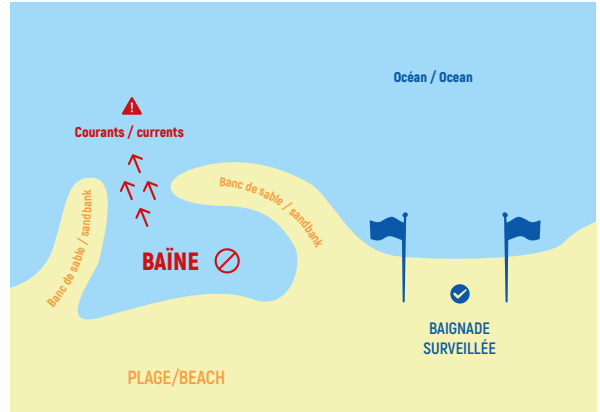 Océan / Ocean
Courants / currents
Banc de sable / sandbank
Banc de sable / sandbank
BAÏNE
BAIGNADE
SURVEILLÉE
PLAGE/BEACH